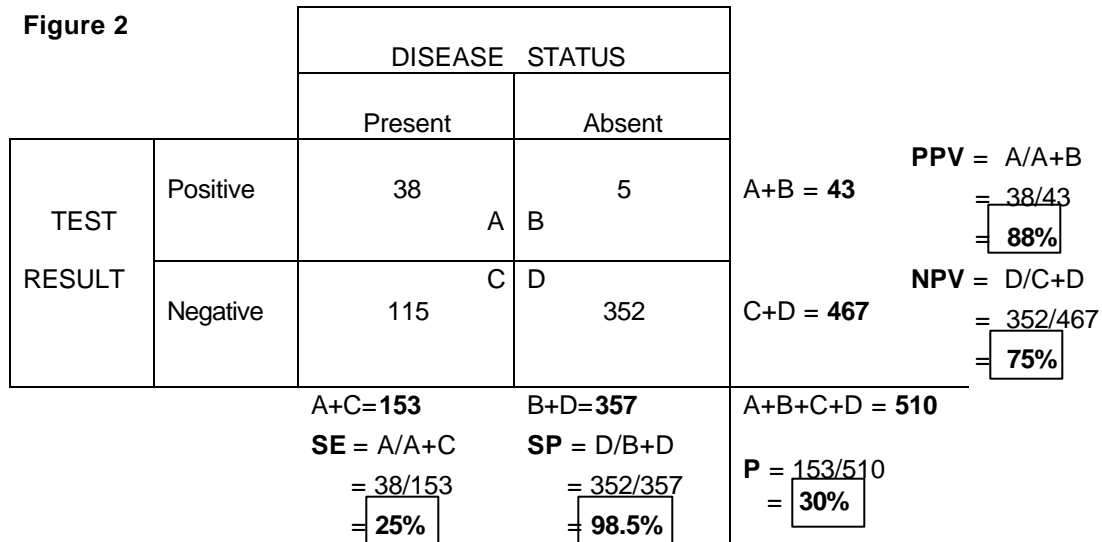 Figure 2
DISEASE STATUS
Present Absent
PPV = A/A+B
Positive 38 5 A+B = 43 = 38/43
TEST A B = 88%
RESULT C D NPV = D/C+D
Negative 115 352 C+D = 467 = 352/467
= 75%
A+C=153 B+D=357 A+B+C+D = 510
SE = A/A+C SP = D/B+D
P = 153/510
= 38/153 = 352/357
= 30%
= 25% = 98.5%